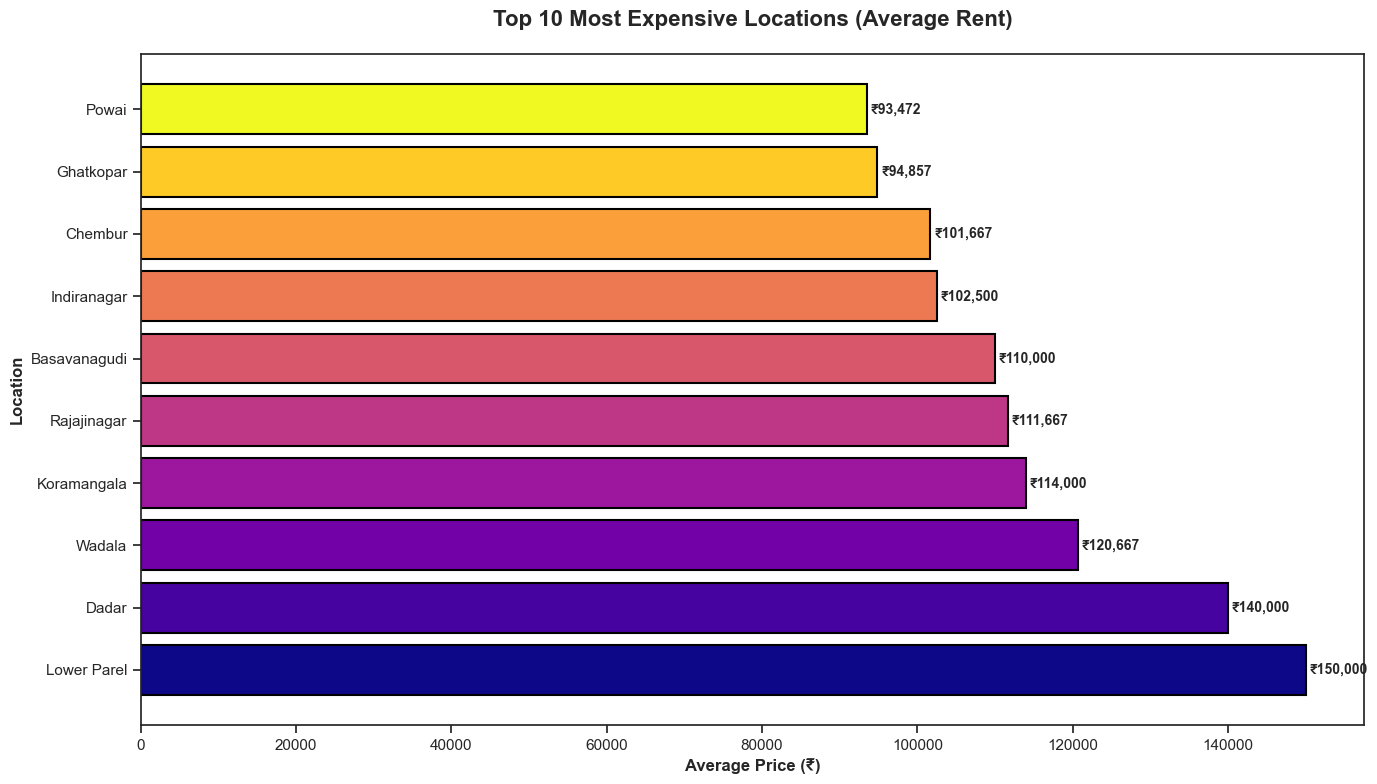 Top 10 Most Expensive Locations (Average Rent)
Location
Powai
₹93,472
Ghatkopar
₹94,857
Chembur
₹101,667
Indiranagar
₹102,500
Basavanagudi
₹110,000
Rajajinagar
₹111,667
Koramangala
₹114,000
Wadala
₹120,667
Dadar
₹140,000
Lower Parel
₹150,000
0 20000 40000 60000 80000 100000 120000 140000
Average Price (₹)